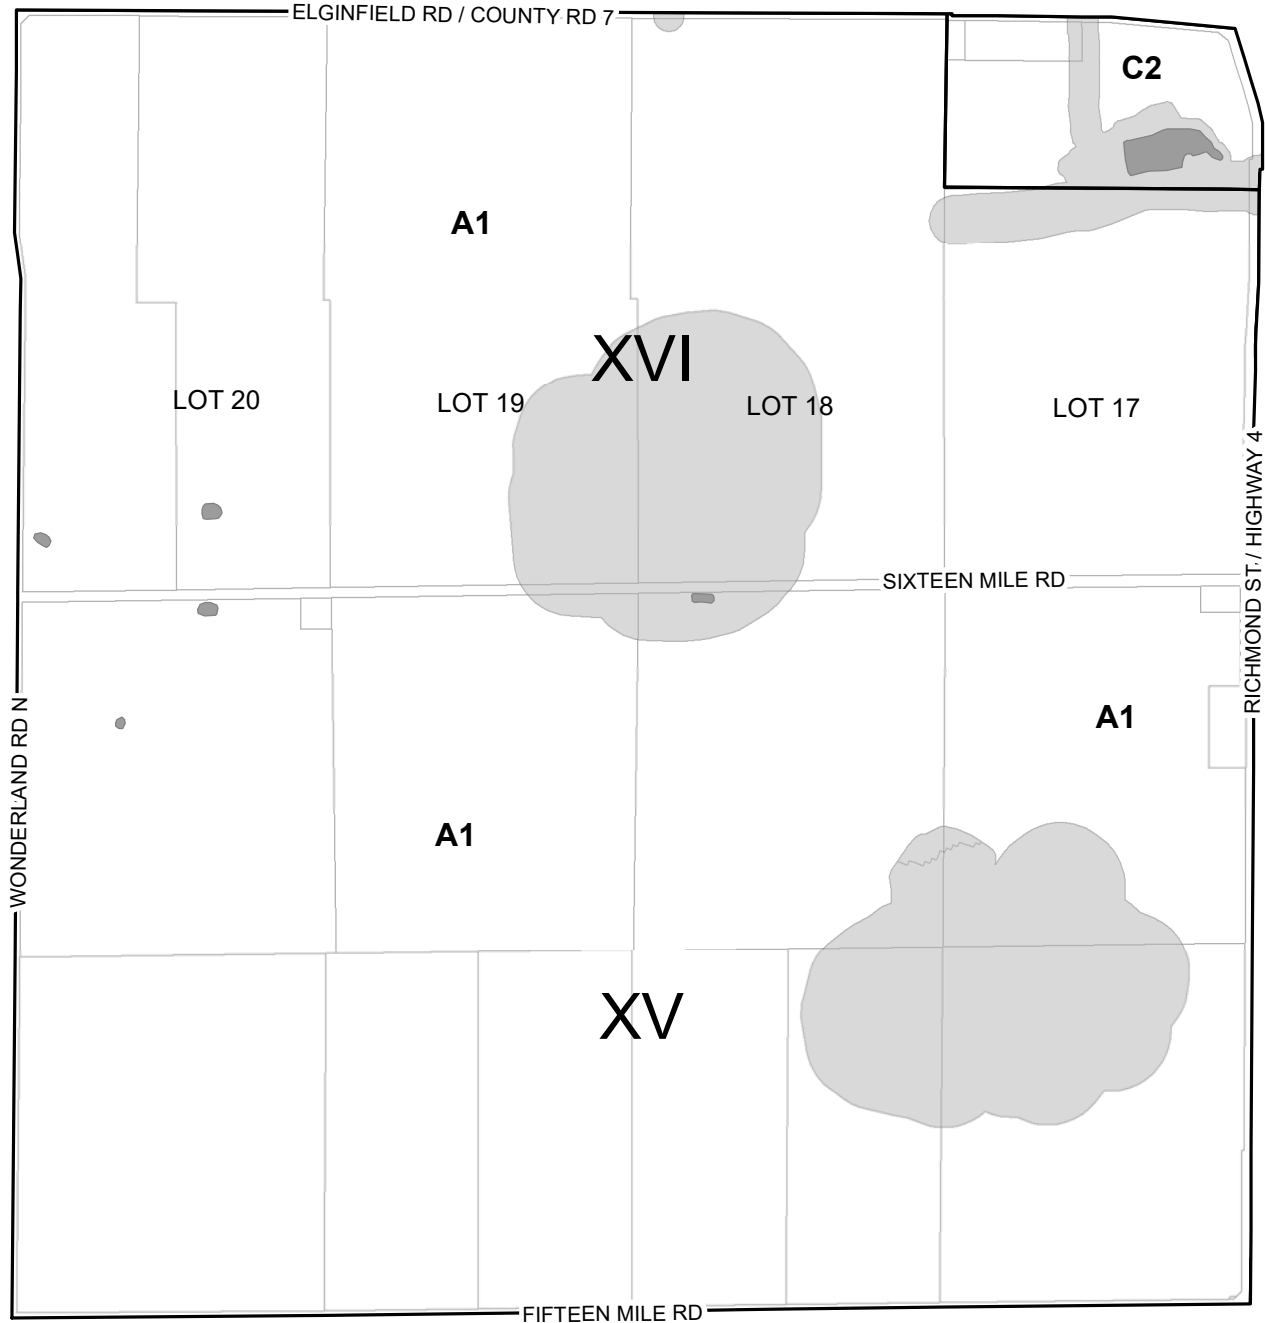 ELGINFIELD RD / COUNTY RD 7
C2
A1
XVI
LOT 20
LOT 19
LOT 18
LOT 17
RICHMOND ST. / HIGHWAY 4
SIXTEEN MILE RD
A1
WONDERLAND RD N
A1
XV
FIFTEEN MILE RD